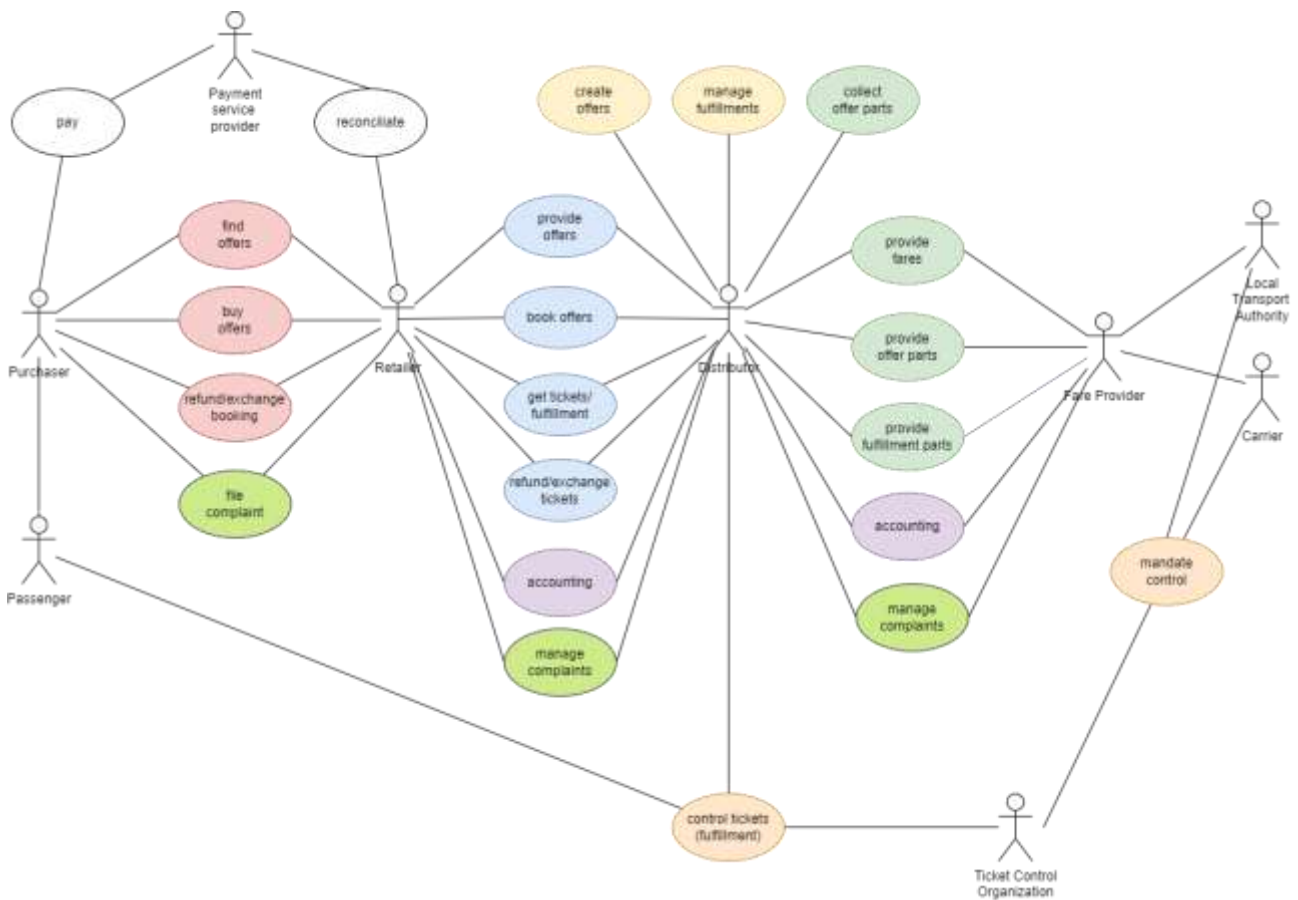 Payment
service
provider
pay
reconciliate
create
offers
manage
fulfillments
collect
offer parts
find
offers
buy
offers
refund/exchange
booking
file
complaint
Purchaser
Passenger
Retailer
provide
offers
book offers
get tickets/
fulfillment
refund/exchange
tickets
accounting
manage
complaints
Distributor
provide
fares
provide
offer parts
provide
fulfillment parts
accounting
manage
complaints
Fare Provider
Local
Transport
Authority
Carrier
mandate
control
control tickets
(fulfillment)
Ticket Control
Organization